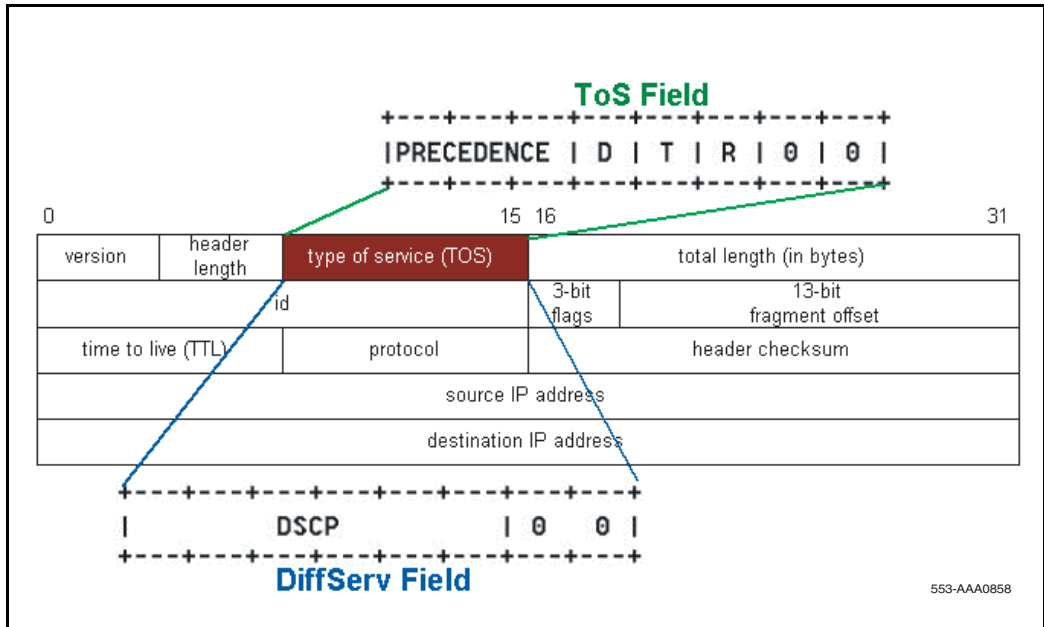 ToS Field
+---+---+---+---+---+---+---+---+
|PRECEDENCE | D | T | R | 0 | 0 |
+---+---+---+---+---+---+---+---+
0 15 16 31
version header length type of service (TOS) total length (in bytes)
id 3-bit flags 13-bit fragment offset
time to live (TTL) protocol header checksum
source IP address
destination IP address
+---+---+---+---+---+---+---+---+
| DSCP | 0 0 |
+---+---+---+---+---+---+---+---+
DiffServ Field
553-AAA0858